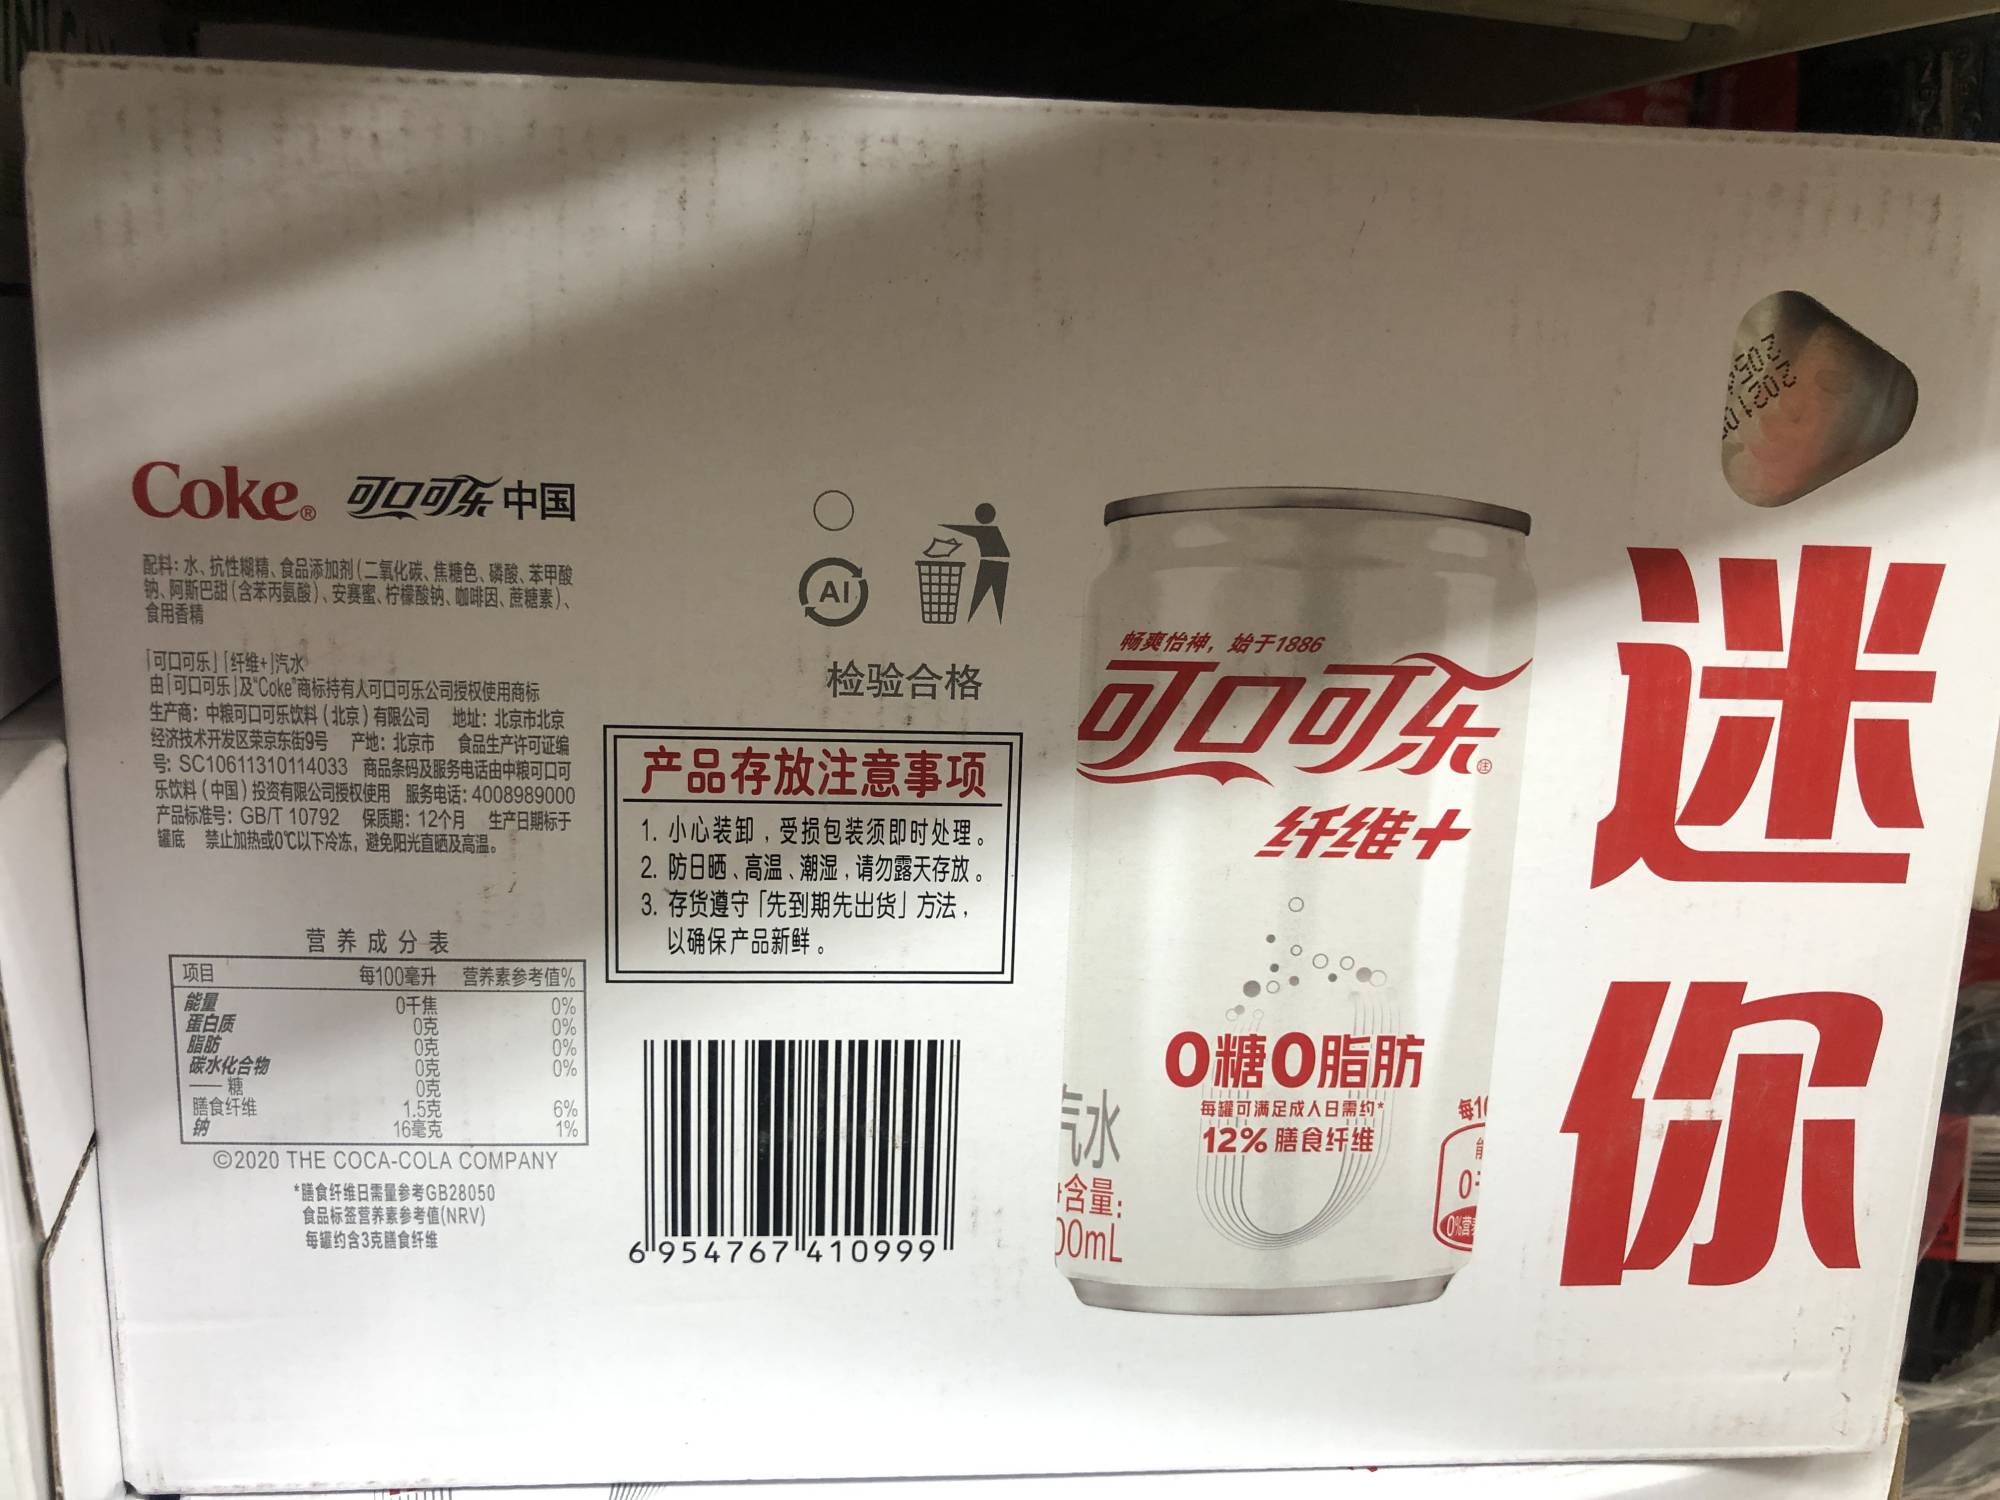 Coke® 可口可乐 中国
配料：水、抗性糊精、食品添加剂（二氧化碳、焦糖色、磷酸、苯甲酸
钠、阿斯巴甜（含苯丙氨酸）、安赛蜜、柠檬酸钠、咖啡因、蔗糖素）、
食用香精
「可口可乐」「纤维+」汽水
由「可口可乐」及"Coke"商标持有人可口可乐公司授权使用商标
生产商：中粮可口可乐饮料（北京）有限公司 地址：北京市北京
经济技术开发区荣京东街9号 产地：北京市 食品生产许可证编
号：SC10611310114033 商品条码及服务电话由中粮可口可
乐饮料（中国）投资有限公司授权使用 服务电话：4008989000
产品标准号：GB/T 10792 保质期：12个月 生产日期标于
罐底 禁止加热或0℃以下冷冻，避免阳光直晒及高温。
营养成分表
项目 每100毫升 营养素参考值%
能量 0千焦 0%
蛋白质 0克 0%
脂肪 0克 0%
碳水化合物 0克 0%
——糖 0克
膳食纤维 1.5克 6%
钠 16毫克 1%
©2020 THE COCA-COLA COMPANY
*膳食纤维日需量参考GB28050
食品标签营养素参考值(NRV)
每罐约含3克膳食纤维
Al
检验合格
产品存放注意事项
1. 小心装卸，受损包装须即时处理。
2. 防日晒、高温、潮湿，请勿露天存放。
3. 存货遵守「先到期先出货」方法，
以确保产品新鲜。
6 954767 410999
畅爽怡神，始于1886
可口可乐
纤维+
0糖0脂肪
每罐可满足成人日需约*
12%膳食纤维
汽水
含量：
00mL
每10
0%营养
迷
你